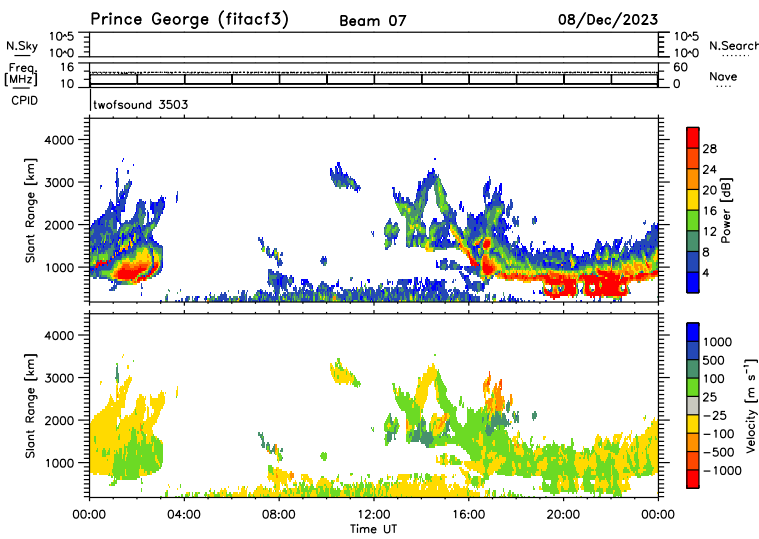 Prince George (fitacf3) Beam 07 08/Dec/2023
N.Sky 10^5 10^0 10^5 10^0 N.Search
Freq. [MHz] 16 10 60 0 Nave
CPID twofsound 3503
Slant Range [km] 4000 3000 2000 1000
28 24 20 16 12 8 4 Power [dB]
Slant Range [km] 4000 3000 2000 1000
1000 500 100 25 −25 −100 −500 −1000 Velocity [m s⁻¹]
00:00 04:00 08:00 12:00 16:00 20:00 00:00
Time UT